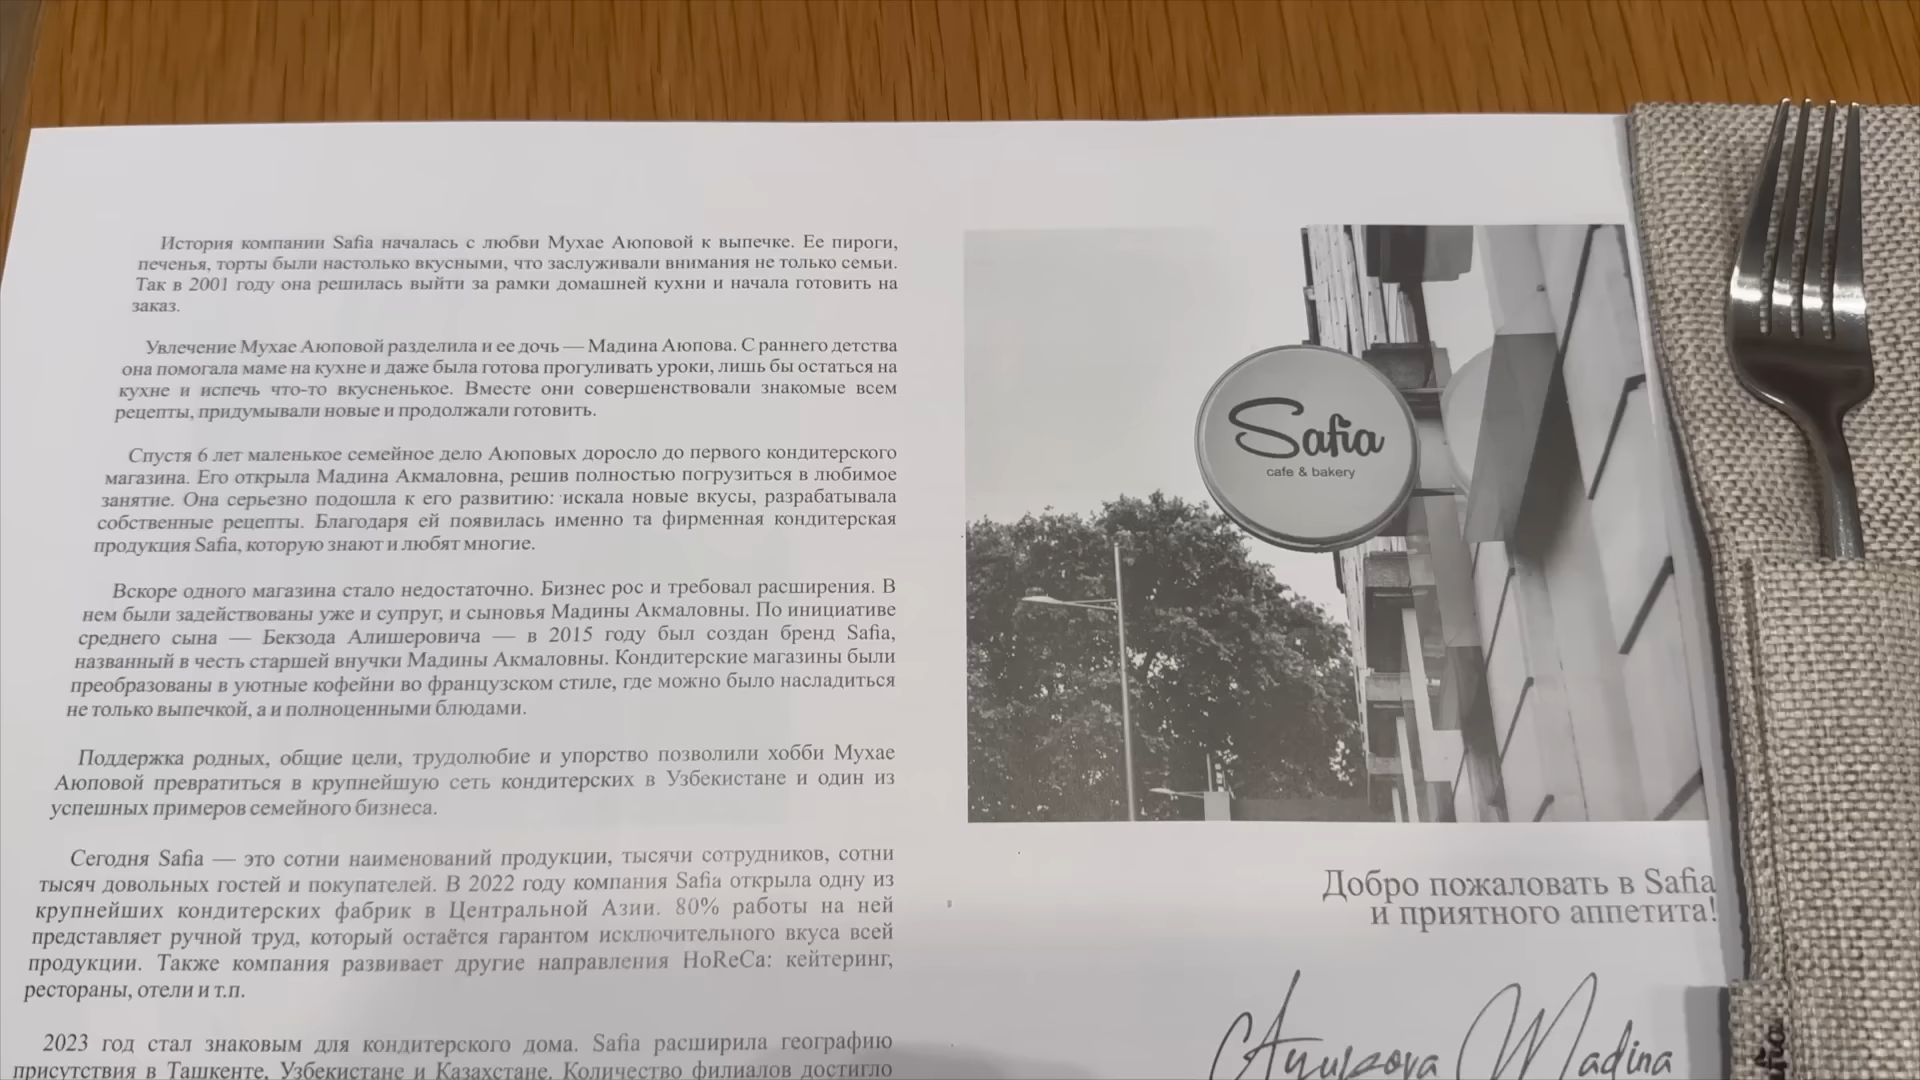 История компании Safia началась с любви Мухае Аюповой к выпечке. Ее пироги,
печенья, торты были настолько вкусными, что заслуживали внимания не только семьи.
Так в 2001 году она решилась выйти за рамки домашней кухни и начала готовить на
заказ.
Увлечение Мухае Аюповой разделила и ее дочь — Мадина Аюпова. С раннего детства
она помогала маме на кухне и даже была готова прогуливать уроки, лишь бы остаться на
кухне и испечь что-то вкусненькое. Вместе они совершенствовали знакомые всем
рецепты, придумывали новые и продолжали готовить.
Спустя 6 лет маленькое семейное дело Аюповых доросло до первого кондитерского
магазина. Его открыла Мадина Акмаловна, решив полностью погрузиться в любимое
занятие. Она серьезно подошла к его развитию: искала новые вкусы, разрабатывала
собственные рецепты. Благодаря ей появилась именно та фирменная кондитерская
продукция Safia, которую знают и любят многие.
Вскоре одного магазина стало недостаточно. Бизнес рос и требовал расширения. В
нем были задействованы уже и супруг, и сыновья Мадины Акмаловны. По инициативе
среднего сына — Бекзода Алишеровича — в 2015 году был создан бренд Safia,
названный в честь старшей внучки Мадины Акмаловны. Кондитерские магазины были
преобразованы в уютные кофейни во французском стиле, где можно было насладиться
не только выпечкой, а и полноценными блюдами.
Поддержка родных, общие цели, трудолюбие и упорство позволили хобби Мухае
Аюповой превратиться в крупнейшую сеть кондитерских в Узбекистане и один из
успешных примеров семейного бизнеса.
Сегодня Safia — это сотни наименований продукции, тысячи сотрудников, сотни
тысяч довольных гостей и покупателей. В 2022 году компания Safia открыла одну из
крупнейших кондитерских фабрик в Центральной Азии. 80% работы на ней
представляет ручной труд, который остаётся гарантом исключительного вкуса всей
продукции. Также компания развивает другие направления HoReCa: кейтеринг,
рестораны, отели и т.п.
2023 год стал знаковым для кондитерского дома. Safia расширила географию
присутствия в Ташкенте, Узбекистане и Казахстане. Количество филиалов достигло
Safia
cafe & bakery
Добро пожаловать в Safia
и приятного аппетита!
Madina